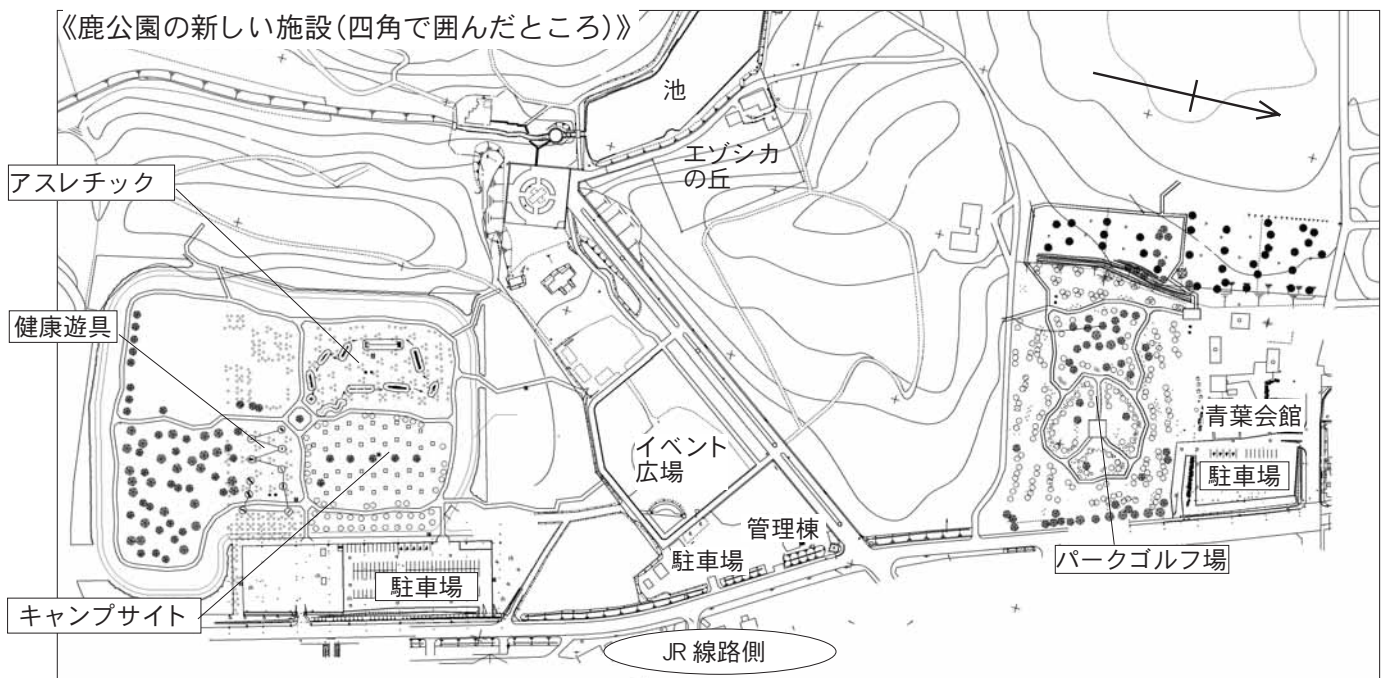 《鹿公園の新しい施設(四角で囲んだところ)》
池
エゾシカ
の丘
アスレチック
健康遊具
イベント
広場
青葉会館
駐車場
管理棟
駐車場
パークゴルフ場
駐車場
キャンプサイト
JR 線路側